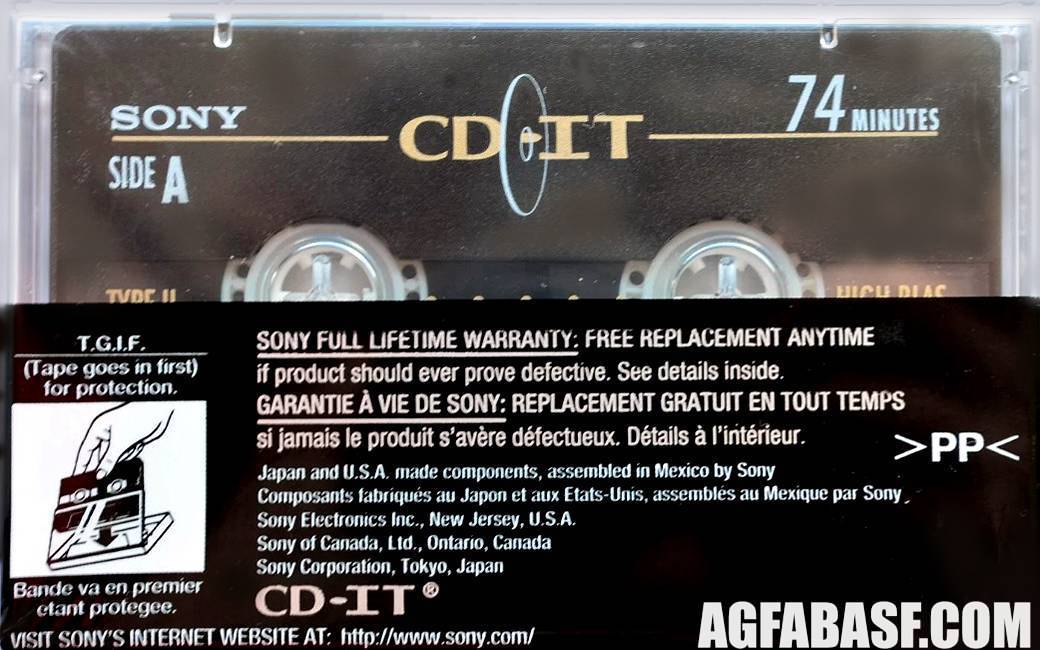 SONY
CD-IT
74 MINUTES
SIDE A
TYPE II
T.G.I.F.
(Tape goes in first)
for protection.
Bande va en premier
etant protegee.
SONY FULL LIFETIME WARRANTY: FREE REPLACEMENT ANYTIME
if product should ever prove defective. See details inside.
GARANTIE À VIE DE SONY: REPLACEMENT GRATUIT EN TOUT TEMPS
si jamais le produit s'avère défectueux. Détails à l'intérieur.
>PP<
Japan and U.S.A. made components, assembled in Mexico by Sony
Composants fabriqués au Japon et aux Etats-Unis, assemblés au Mexique par Sony.
Sony Electronics Inc., New Jersey, U.S.A.
Sony of Canada, Ltd., Ontario, Canada
Sony Corporation, Tokyo, Japan
CD-IT®
VISIT SONY'S INTERNET WEBSITE AT: http://www.sony.com/
AGFABASF.COM